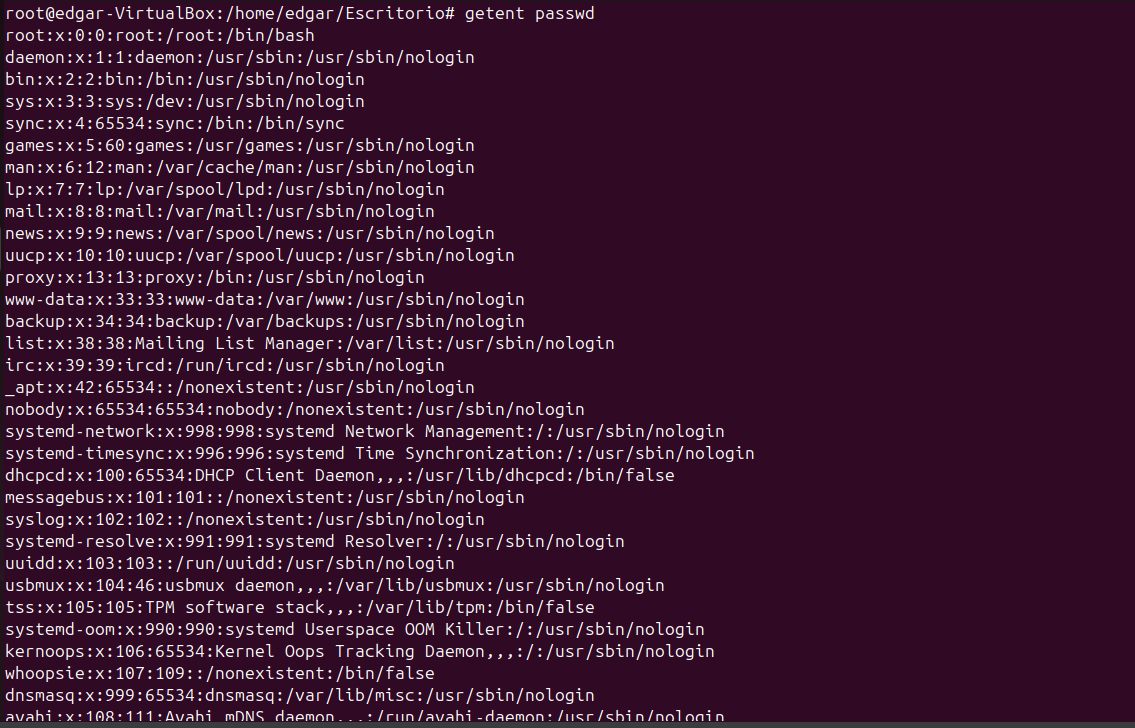 root@edgar-VirtualBox:/home/edgar/Escritorio# getent passwd
root:x:0:0:root:/root:/bin/bash
daemon:x:1:1:daemon:/usr/sbin:/usr/sbin/nologin
bin:x:2:2:bin:/bin:/usr/sbin/nologin
sys:x:3:3:sys:/dev:/usr/sbin/nologin
sync:x:4:65534:sync:/bin:/bin/sync
games:x:5:60:games:/usr/games:/usr/sbin/nologin
man:x:6:12:man:/var/cache/man:/usr/sbin/nologin
lp:x:7:7:lp:/var/spool/lpd:/usr/sbin/nologin
mail:x:8:8:mail:/var/mail:/usr/sbin/nologin
news:x:9:9:news:/var/spool/news:/usr/sbin/nologin
uucp:x:10:10:uucp:/var/spool/uucp:/usr/sbin/nologin
proxy:x:13:13:proxy:/bin:/usr/sbin/nologin
www-data:x:33:33:www-data:/var/www:/usr/sbin/nologin
backup:x:34:34:backup:/var/backups:/usr/sbin/nologin
list:x:38:38:Mailing List Manager:/var/list:/usr/sbin/nologin
irc:x:39:39:ircd:/run/ircd:/usr/sbin/nologin
_apt:x:42:65534::/nonexistent:/usr/sbin/nologin
nobody:x:65534:65534:nobody:/nonexistent:/usr/sbin/nologin
systemd-network:x:998:998:systemd Network Management:/:/usr/sbin/nologin
systemd-timesync:x:996:996:systemd Time Synchronization:/:/usr/sbin/nologin
dhcpcd:x:100:65534:DHCP Client Daemon,,,:/usr/lib/dhcpcd:/bin/false
messagebus:x:101:101::/nonexistent:/usr/sbin/nologin
syslog:x:102:102::/nonexistent:/usr/sbin/nologin
systemd-resolve:x:991:991:systemd Resolver:/:/usr/sbin/nologin
uuidd:x:103:103::/run/uuidd:/usr/sbin/nologin
usbmux:x:104:46:usbmux daemon,,,:/var/lib/usbmux:/usr/sbin/nologin
tss:x:105:105:TPM software stack,,,:/var/lib/tpm:/bin/false
systemd-oom:x:990:990:systemd Userspace OOM Killer:/:/usr/sbin/nologin
kernoops:x:106:65534:Kernel Oops Tracking Daemon,,,:/:/usr/sbin/nologin
whoopsie:x:107:109::/nonexistent:/bin/false
dnsmasq:x:999:65534:dnsmasq:/var/lib/misc:/usr/sbin/nologin
avahi:x:108:111:Avahi mDNS daemon,,,:/run/avahi-daemon:/usr/sbin/nologin